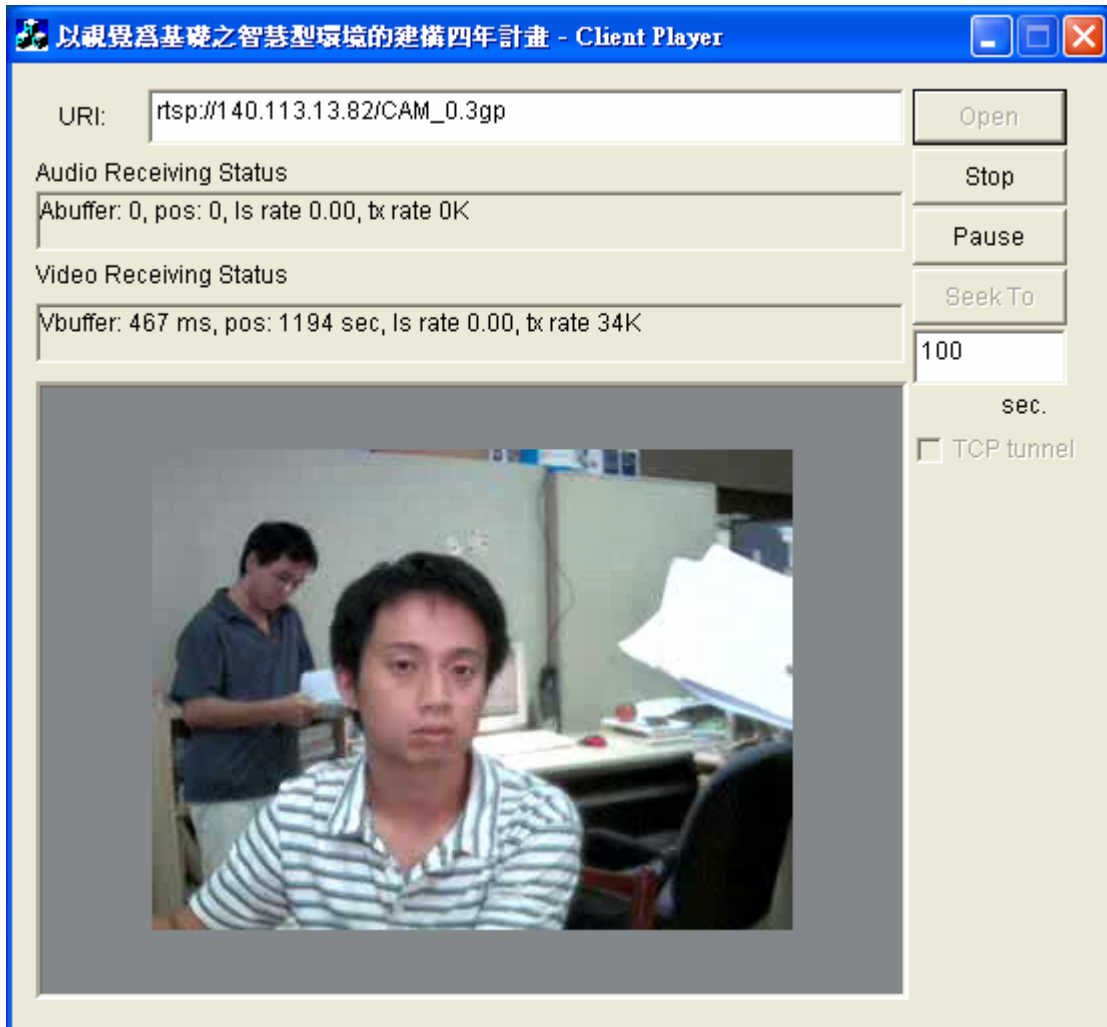 以視覺為基礎之智慧型環境的建構四年計畫 - Client Player
URI:
rtsp://140.113.13.82/CAM_0.3gp
Open
Audio Receiving Status
Stop
Abuffer: 0, pos: 0, ls rate 0.00, tx rate 0K
Pause
Video Receiving Status
Seek To
Vbuffer: 467 ms, pos: 1194 sec, ls rate 0.00, tx rate 34K
100
sec.
TCP tunnel